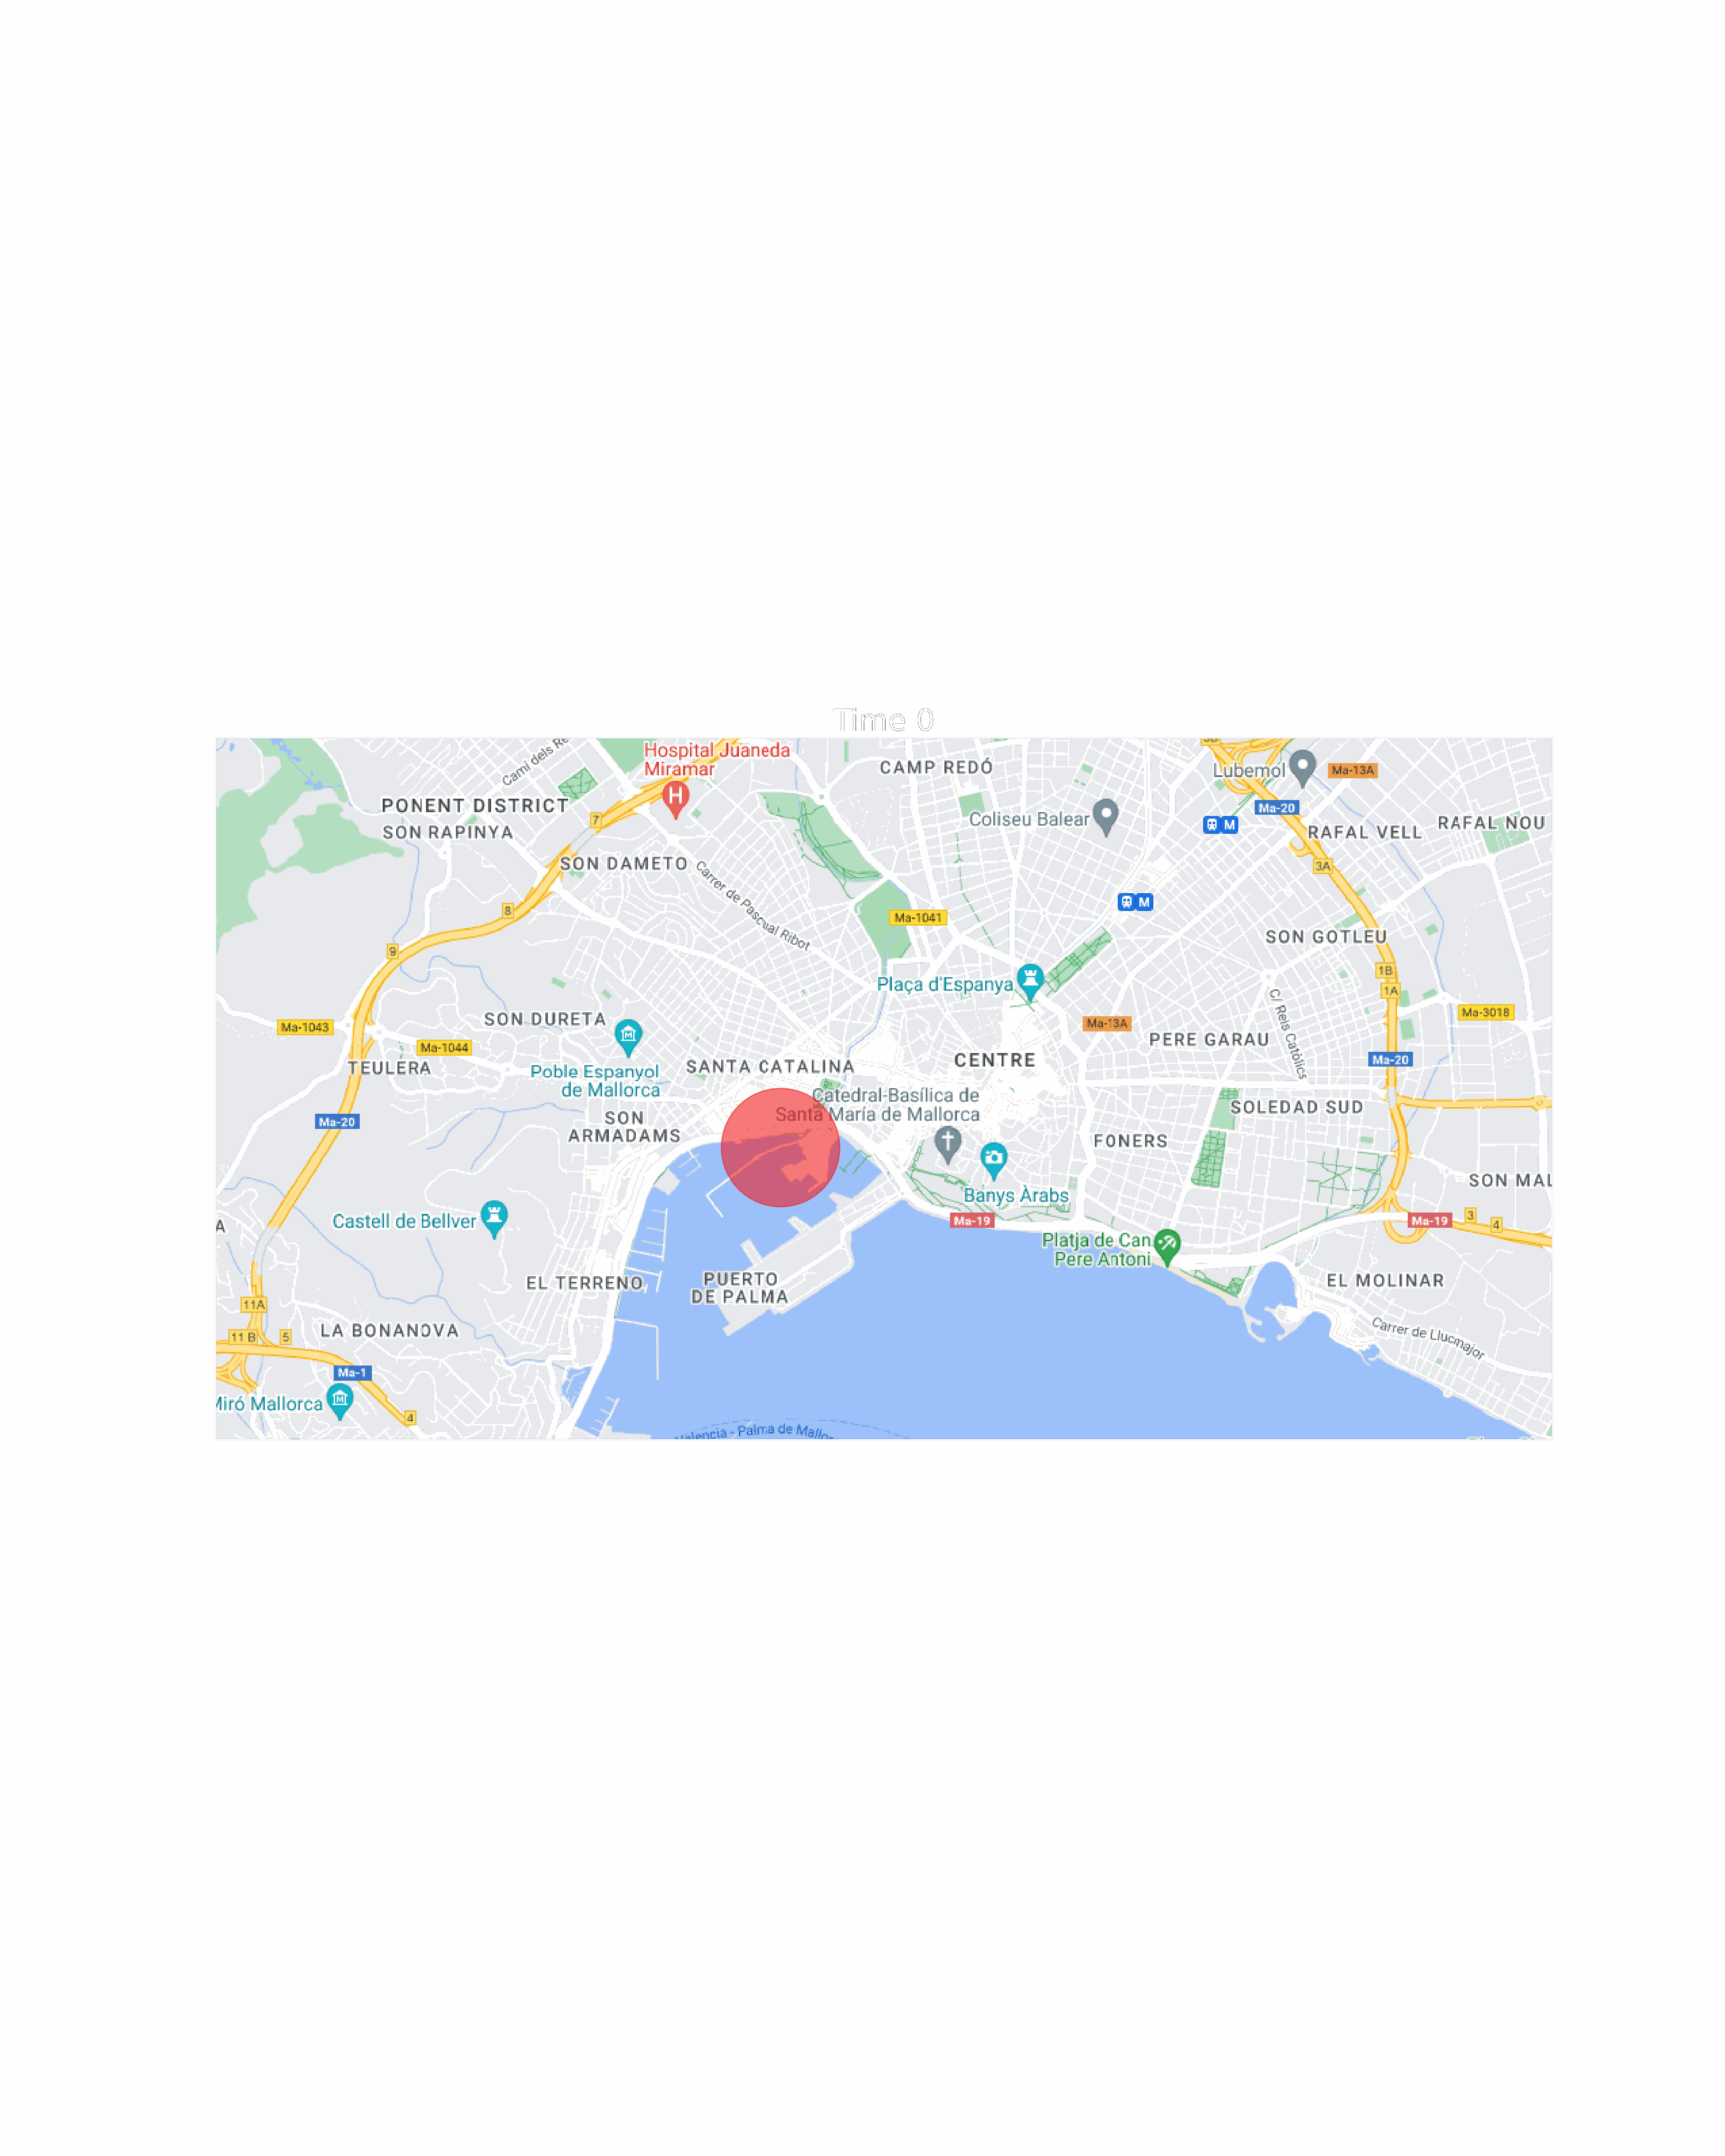 Time 0
Hospital Juaneda
Miramar
Camí dels Re
CAMP REDÓ
Lubemol
Ma-13A
PONENT DISTRICT
SON RAPINYA
7
Coliseu Balear
Ma-20
M
RAFAL VELL
RAFAL NOU
SON DAMETO
3A
Carrer de Pascual Ribot
8
M
Ma-1041
9
SON GOTLEU
1B
1A
Plaça d'Espanya
C/ Reis Catòlics
Ma-3018
SON DURETA
Ma-1043
Ma-1044
Ma-13A
PERE GARAU
TEULERA
Poble Espanyol
de Mallorca
SANTA CATALINA
CENTRE
Ma-20
Catedral-Basílica de
Santa María de Mallorca
SOLEDAD SUD
Ma-20
SON
ARMADAMS
FONERS
SON MAL
Banys Àrabs
Castell de Bellver
A
Ma-19
Ma-19
3
4
Platja de Can
Pere Antoni
EL TERRENO
PUERTO
DE PALMA
EL MOLINAR
11A
11 B
5
LA BONANOVA
Carrer de Llucmajor
Ma-1
Miró Mallorca
4
Valencia - Palma de Mallor